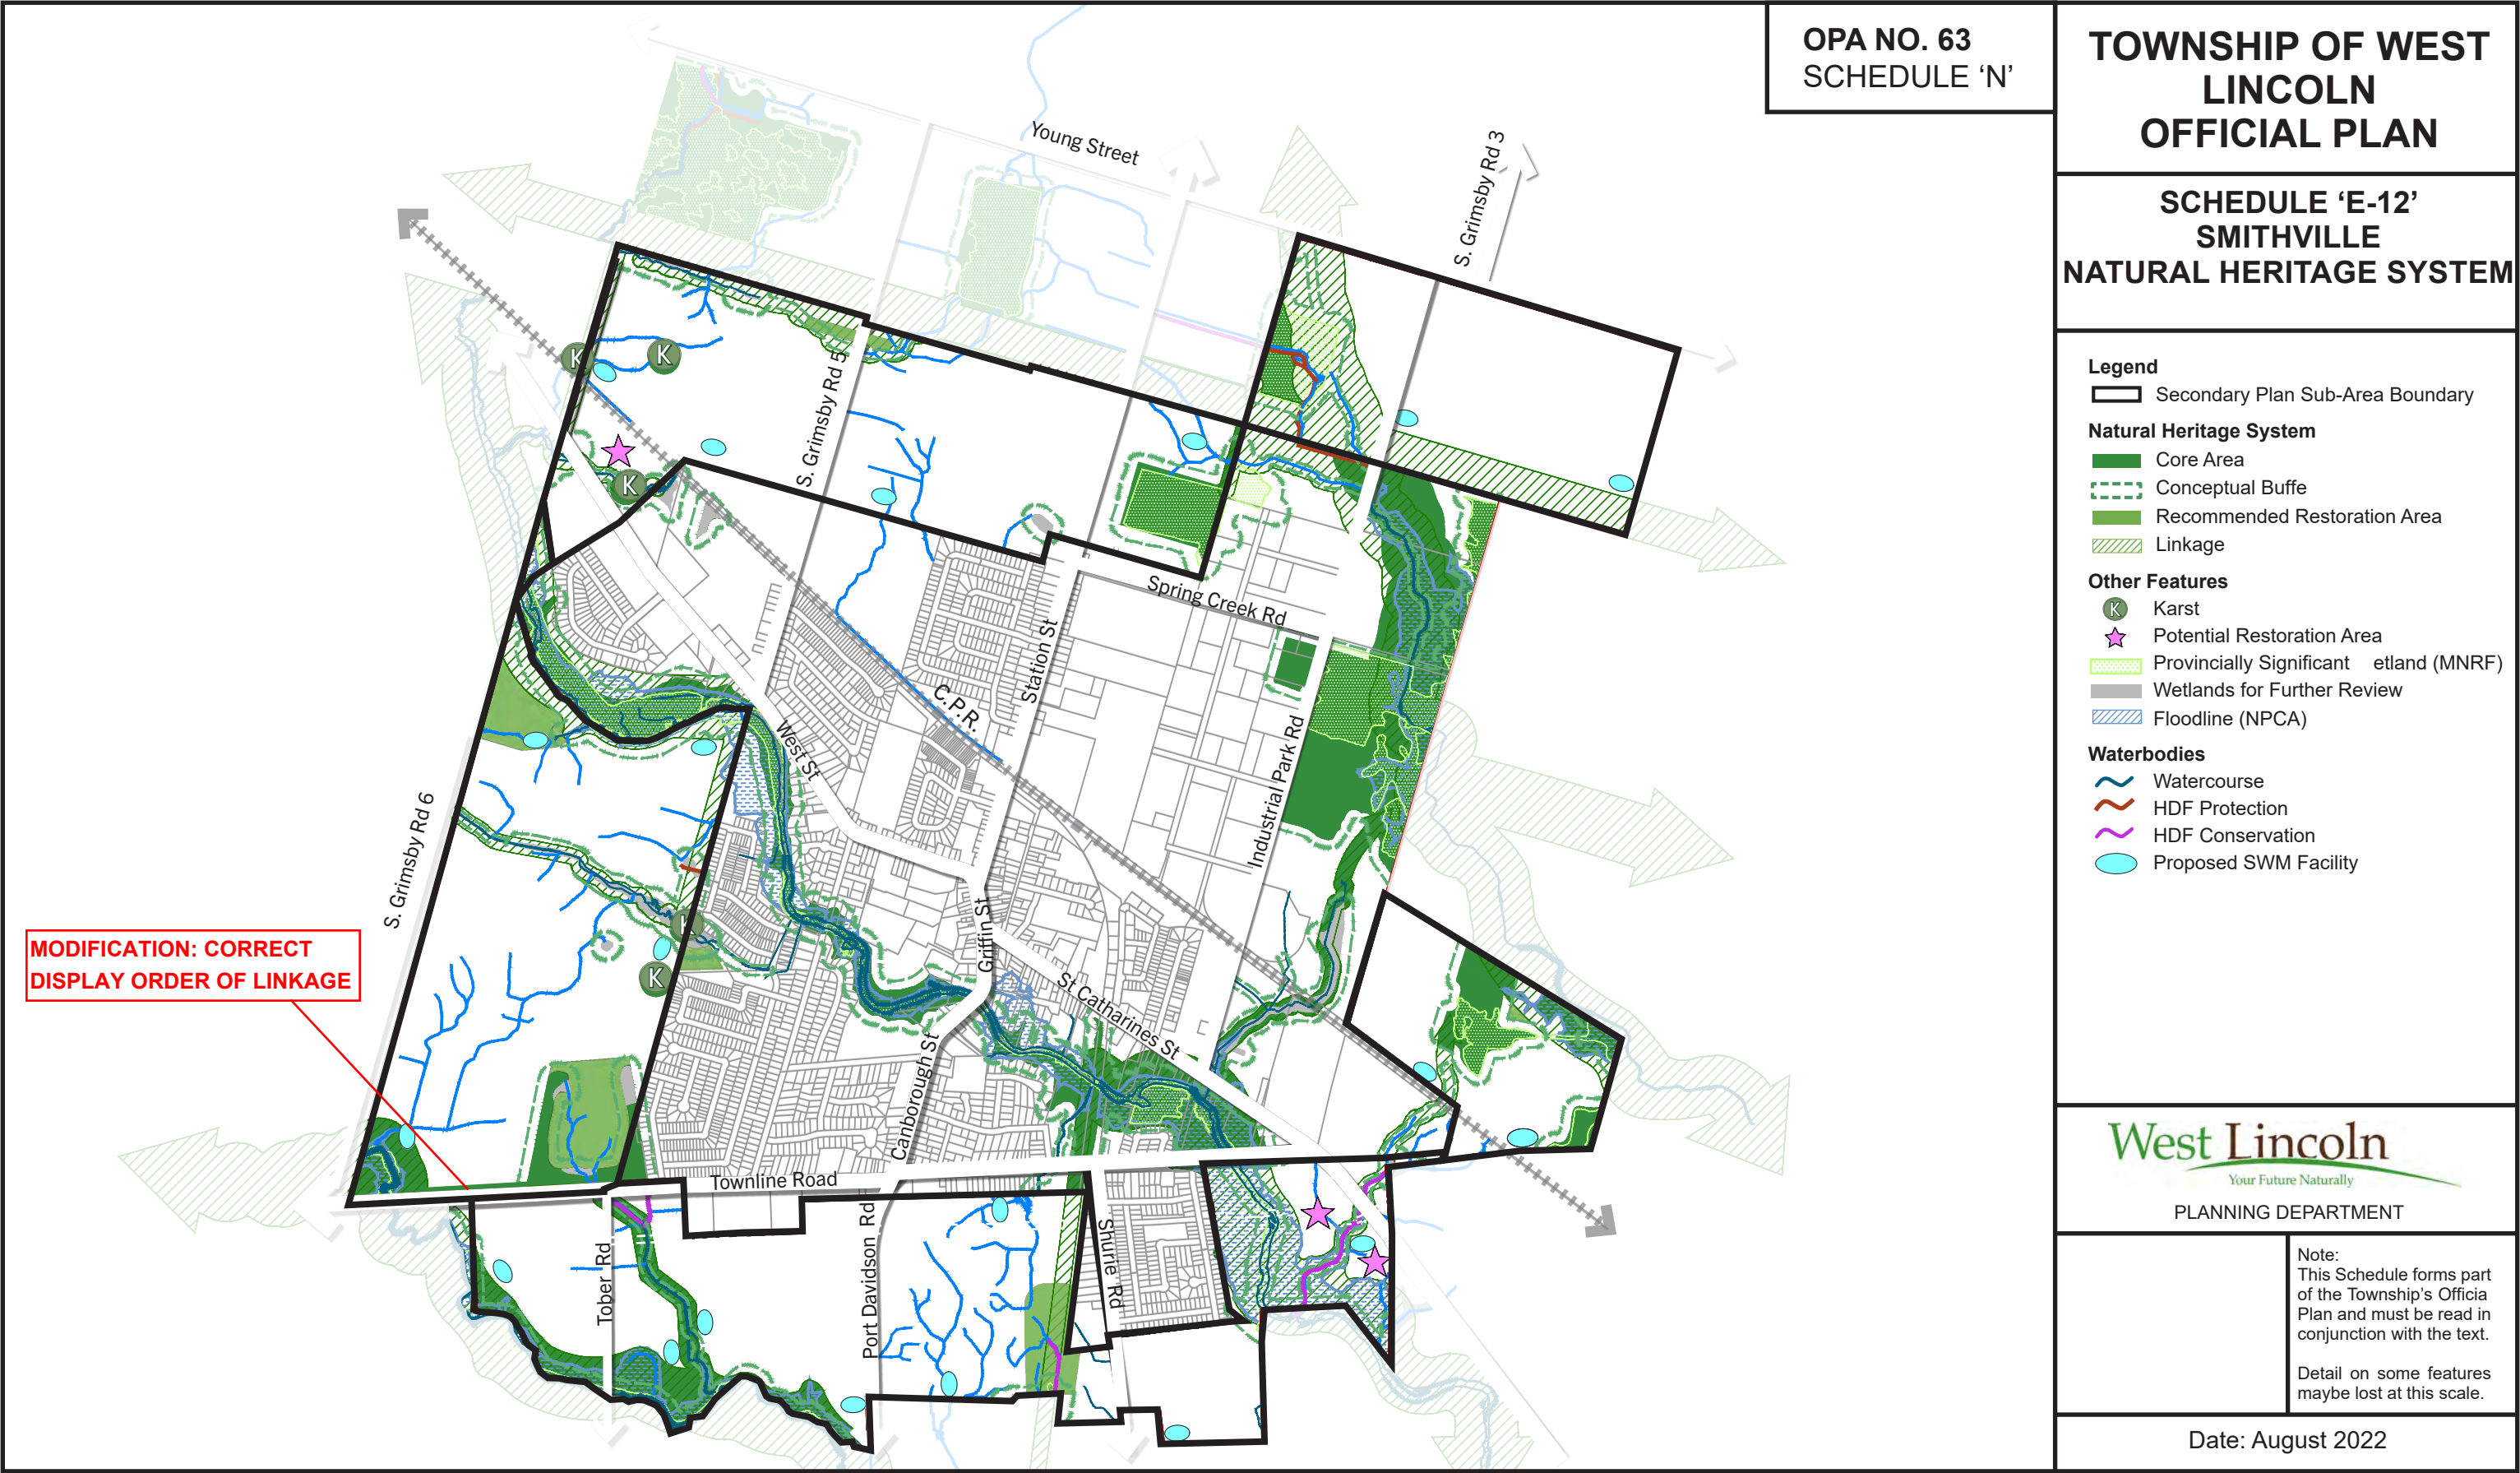 OPA NO. 63
SCHEDULE ‘N’
TOWNSHIP OF WEST
LINCOLN
OFFICIAL PLAN
SCHEDULE ‘E-12’
SMITHVILLE
NATURAL HERITAGE SYSTEM
Legend
Secondary Plan Sub-Area Boundary
Natural Heritage System
Core Area
Conceptual Buffe
Recommended Restoration Area
Linkage
Other Features
K Karst
Potential Restoration Area
Provincially Significant etland (MNRF)
Wetlands for Further Review
Floodline (NPCA)
Waterbodies
Watercourse
HDF Protection
HDF Conservation
Proposed SWM Facility
West Lincoln
Your Future Naturally
PLANNING DEPARTMENT
Note:
This Schedule forms part
of the Township's Officia
Plan and must be read in
conjunction with the text.
Detail on some features
maybe lost at this scale.
Date: August 2022
Young Street
S. Grimsby Rd 3
S. Grimsby Rd 5
K
K
K
Spring Creek Rd
Station St
C.P.R.
West St
Industrial Park Rd
S. Grimsby Rd 6
Griffin St
K
K
St Catharines St
Canborough St
MODIFICATION: CORRECT
DISPLAY ORDER OF LINKAGE
Townline Road
Tober Rd
Port Davidson Rd
Shurie Rd